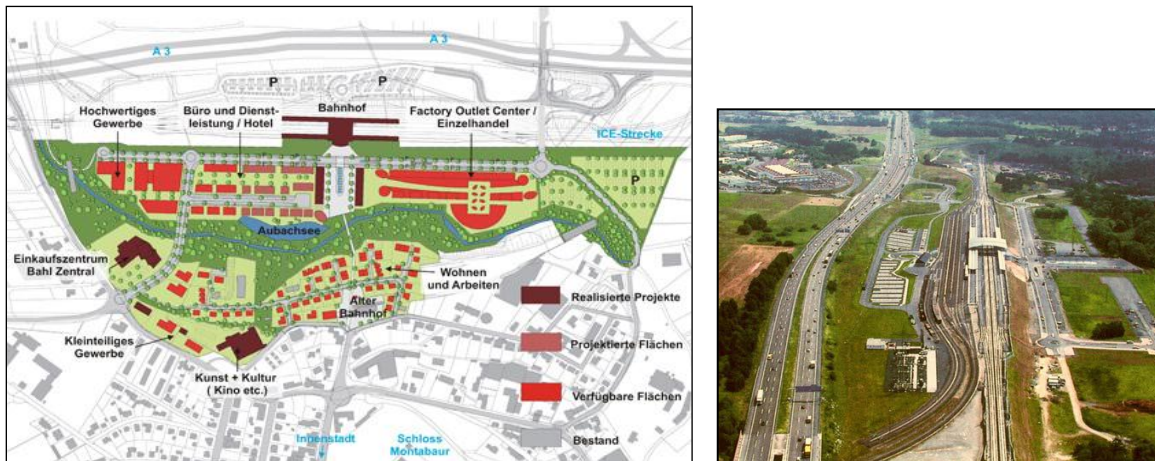 A 3
A 3
P
P
Bahnhof
Hochwertiges
Gewerbe
Büro und Dienst-
leistung / Hotel
Factory Outlet Center /
Einzelhandel
ICE-Strecke
P
Aubachsee
Einkaufszentrum
Bahl Zentral
Wohnen
und Arbeiten
Alter
Bahnhof
Realisierte Projekte
Kleinteiliges
Gewerbe
Projektierte Flächen
Kunst + Kultur
( Kino etc.)
Verfügbare Flächen
Innenstadt
Schloss
Montabaur
Bestand